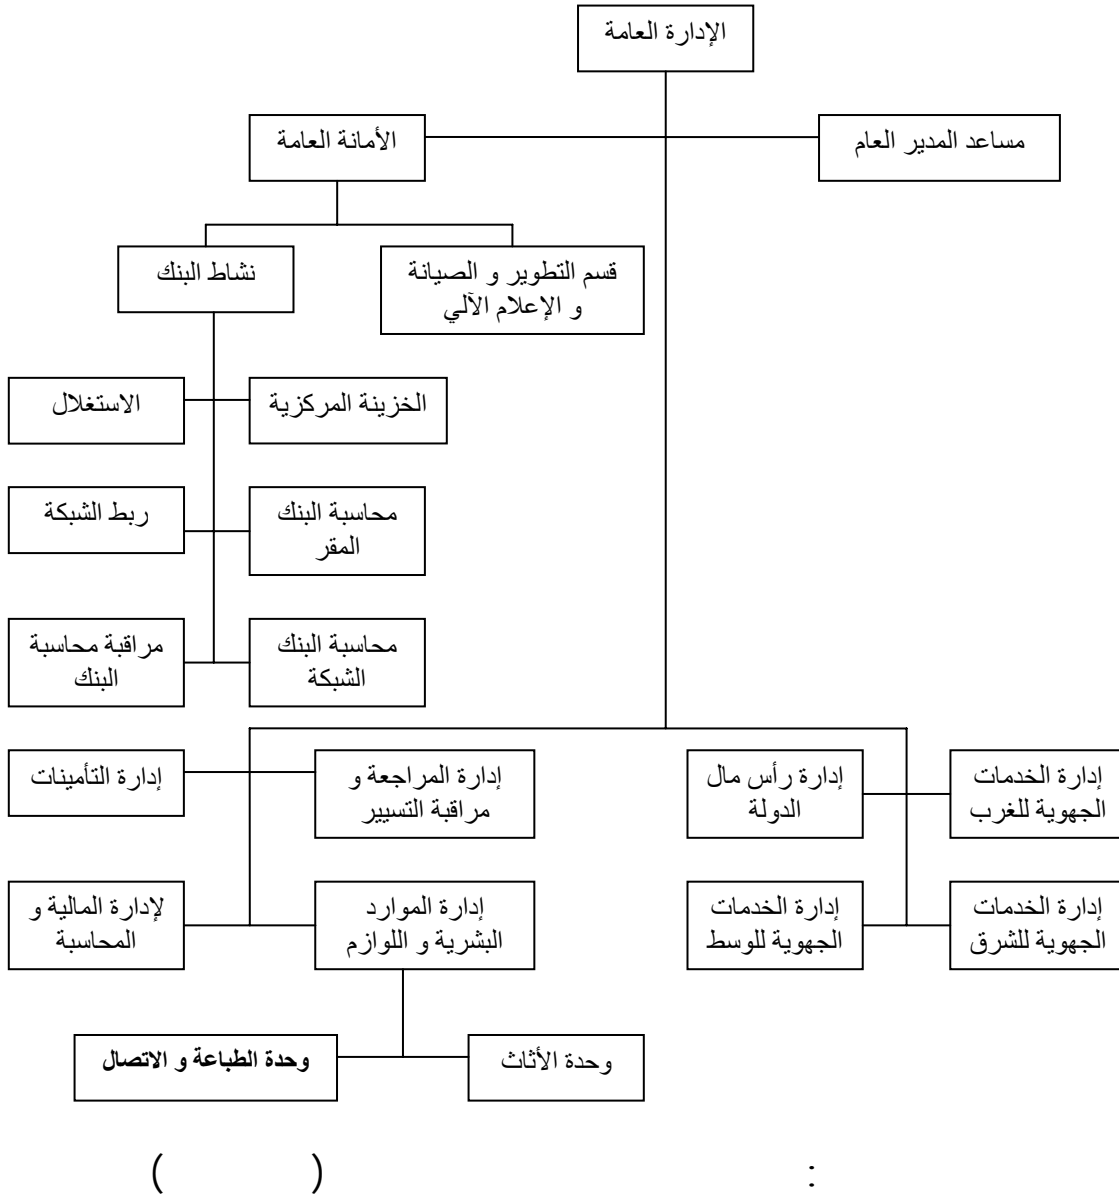 الإدارة العامة
مساعد المدير العام
الأمانة العامة
قسم التطوير و الصيانة
و الإعلام الآلي
نشاط البنك
الخزينة المركزية
الاستغلال
محاسبة البنك
المقر
ربط الشبكة
محاسبة البنك
الشبكة
مراقبة محاسبة
البنك
إدارة الخدمات
الجهوية للغرب
إدارة رأس مال
الدولة
إدارة المراجعة و
مراقبة التسيير
إدارة التأمينات
إدارة الخدمات
الجهوية للشرق
إدارة الخدمات
الجهوية للوسط
إدارة الموارد
البشرية و اللوازم
لإدارة المالية و
المحاسبة
وحدة الأثاث
وحدة الطباعة و الاتصال
: ( )